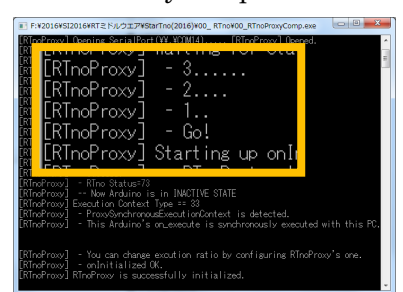 F:¥2016¥SI2016¥RTミドルウエア¥StarTno(2016)¥00_ RTno¥00_RTnoProxyComp.exe
[RTnoProxy] Opening SerialPort(¥¥.¥COM14)..... [RTnoProxy] Opened.
[RTnoProxy] - 3......
[RTnoProxy] - 2....
[RTnoProxy] - 1..
[RTnoProxy] - Go!
[RTnoProxy] Starting up onI
[RTnoProxy] - RTno Status=73
[RTnoProxy] -- Now Arduino is in INACTIVE STATE
[RTnoProxy] Execution Context Type == 33
[RTnoProxy] - ProxySynchronousExecutionContext is detected.
[RTnoProxy] - This Arduino's on_execute is synchronously executed with this PC.
[RTnoProxy] - You can change excution ratio by configuring RTnoProxy's one.
[RTnoProxy] - onInitialized OK.
[RTnoProxy] RTnoProxy is successfully initialized.